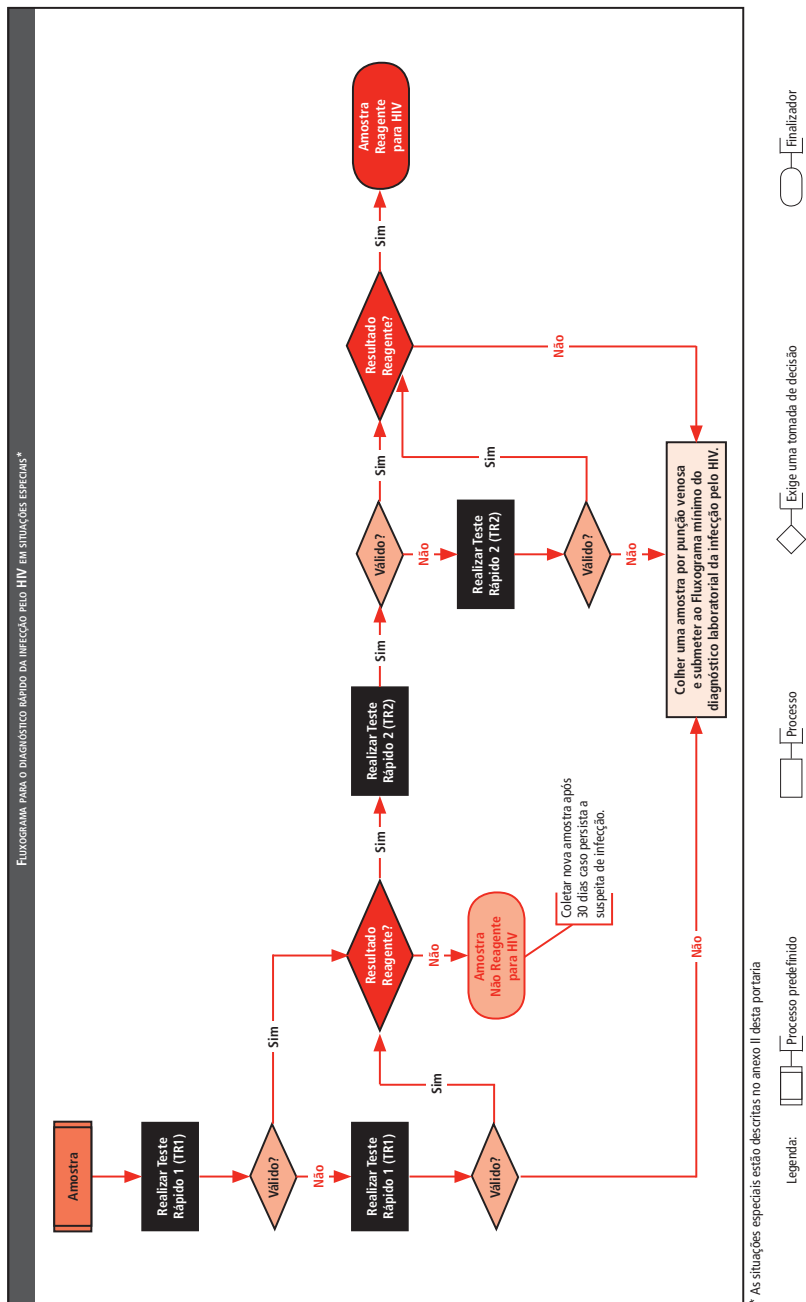 FLUXOGRAMA PARA O DIAGNÓSTICO RÁPIDO DA INFECÇÃO PELO HIV EM SITUAÇÕES ESPECIAIS*
Amostra
Realizar Teste
Rápido 1 (TR1)
Válido?
Sim
Não
Realizar Teste
Rápido 1 (TR1)
Válido?
Sim
Não
Resultado
Reagente?
Não
Amostra
Não Reagente
para HIV
Coletar nova amostra após
30 dias caso persista a
suspeita de infecção.
Sim
Realizar Teste
Rápido 2 (TR2)
Sim
Válido?
Não
Realizar Teste
Rápido 2 (TR2)
Válido?
Sim
Não
Sim
Resultado
Reagente?
Não
Sim
Amostra
Reagente
para HIV
Colher uma amostra por punção venosa
e submeter ao Fluxograma mínimo do
diagnóstico laboratorial da infecção pelo HIV.
* As situações especiais estão descritas no anexo II desta portaria
Legenda:
Processo predefinido
Processo
Exige uma tomada de decisão
Finalizador